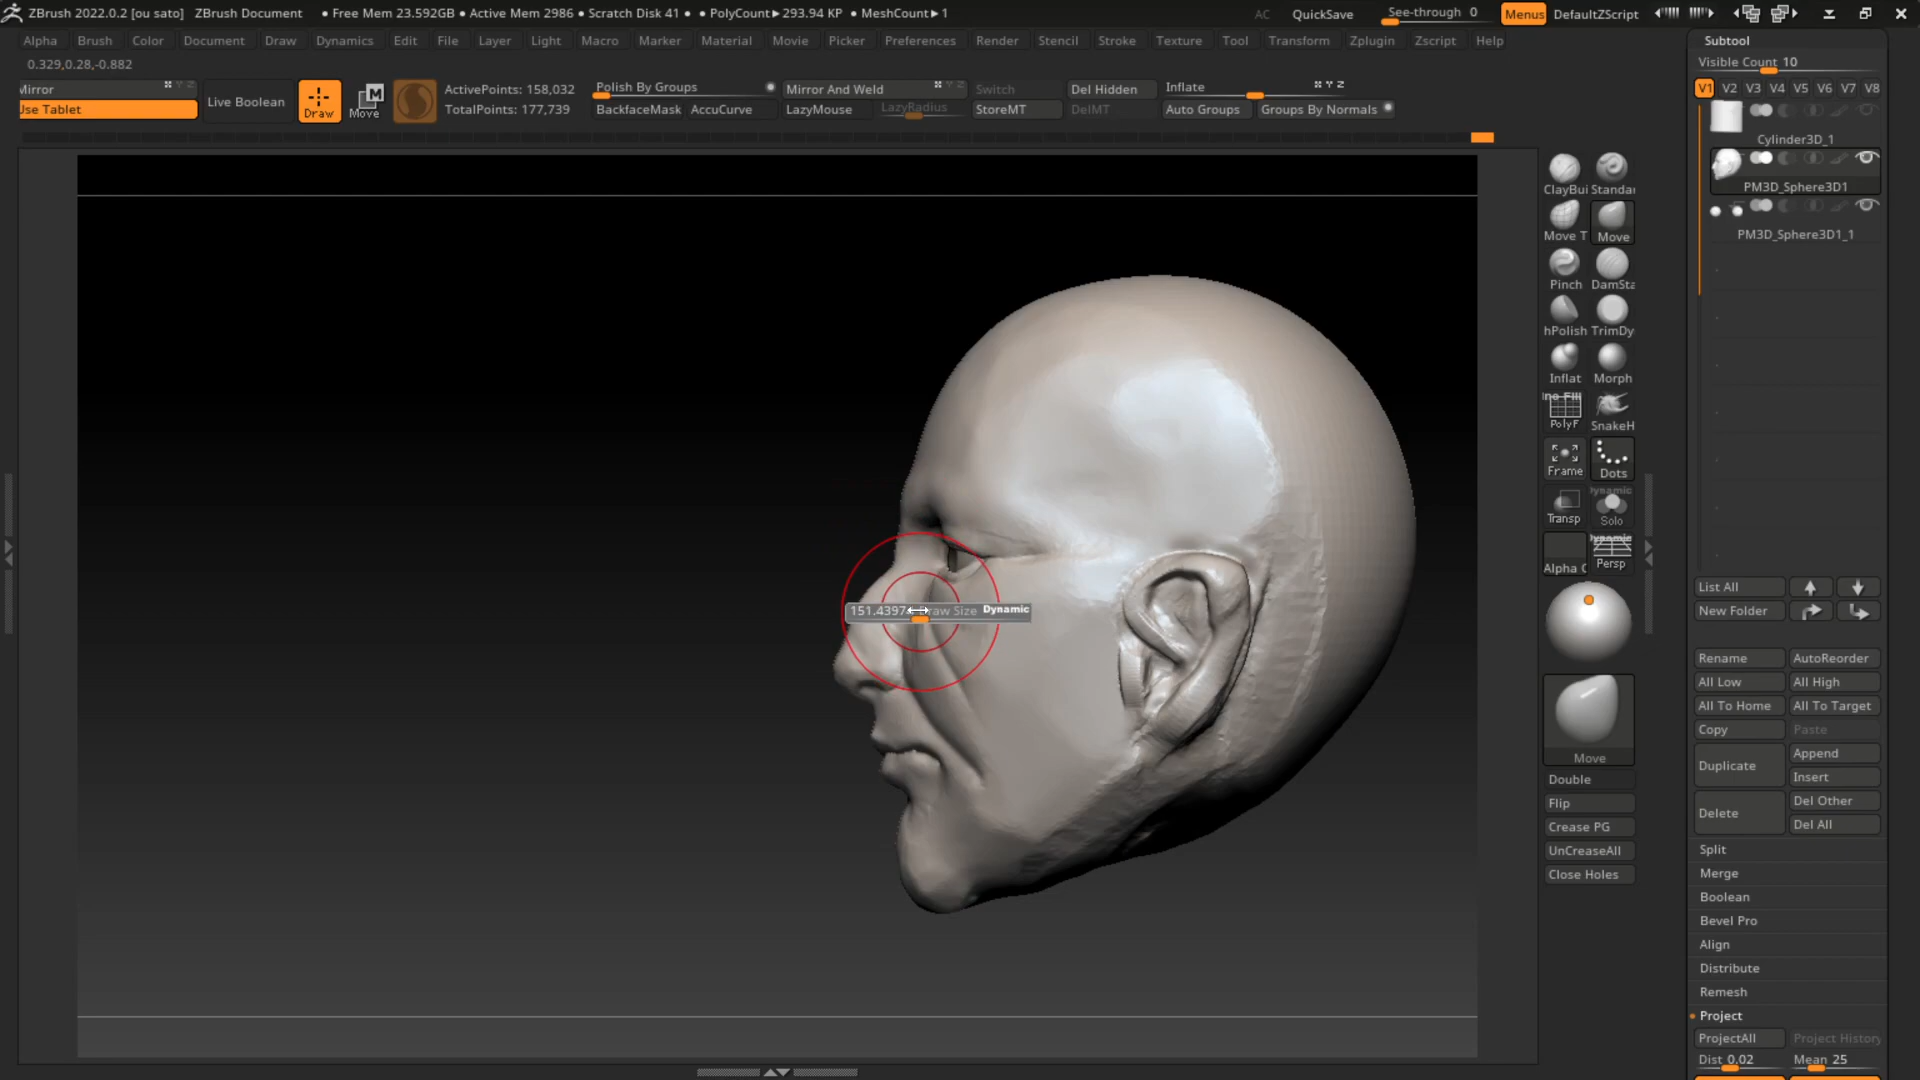 ZBrush 2022.0.2 [ou sato] ZBrush Document • Free Mem 23.592GB • Active Mem 2986 • Scratch Disk 41 • • PolyCount▸293.94 KP • MeshCount▸1 AC QuickSave See-through 0 Menus DefaultZScript
Alpha Brush Color Document Draw Dynamics Edit File Layer Light Macro Marker Material Movie Picker Preferences Render Stencil Stroke Texture Tool Transform Zplugin Zscript Help
0.329,0.28,-0.882
Mirror
Use Tablet
Live Boolean
Draw
Move
ActivePoints: 158,032
TotalPoints: 177,739
Polish By Groups
BackfaceMask AccuCurve
Mirror And Weld
LazyMouse LazyRadius
Switch
StoreMT
Del Hidden
DelMT
Inflate
X Y Z
Auto Groups Groups By Normals
151.4397 Draw Size Dynamic
ClayBui Standar
Move T Move
Pinch DamSta
hPolish TrimDy
Inflat Morph
PolyF SnakeH
Frame Dots
Dynamic
Transp Solo
Dynamic
Alpha O Persp
Move
Double
Flip
Crease PG
UnCreaseAll
Close Holes
Subtool
Visible Count 10
V1 V2 V3 V4 V5 V6 V7 V8
Cylinder3D_1
PM3D_Sphere3D1
PM3D_Sphere3D1_1
List All
New Folder
Rename AutoReorder
All Low All High
All To Home All To Target
Copy Paste
Duplicate Append
Insert
Delete Del Other
Del All
Split
Merge
Boolean
Bevel Pro
Align
Distribute
Remesh
Project
ProjectAll Project History
Dist 0.02 Mean 25